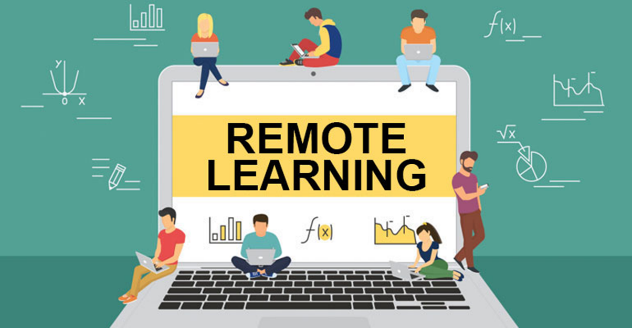 f(x)
Y
O X
REMOTE
LEARNING
√x
f(x)